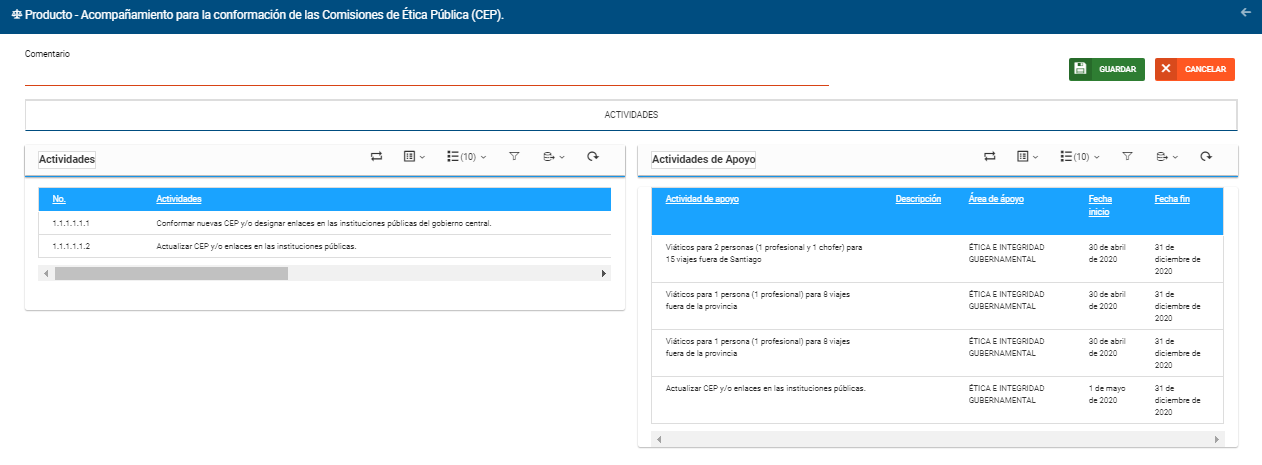 Producto - Acompañamiento para la conformación de las Comisiones de Ética Pública (CEP).
Comentario
GUARDAR
CANCELAR
ACTIVIDADES
Actividades
(10)
No. Actividades
1.1.1.1.1.1 Conformar nuevas CEP y/o designar enlaces en las instituciones públicas del gobierno central.
1.1.1.1.1.2 Actualizar CEP y/o enlaces en las instituciones públicas.
Actividades de Apoyo
(10)
Actividad de apoyo Descripción Área de ápoyo Fecha Fecha fin
inicio
Viáticos para 2 personas (1 profesional y 1 chofer) para ÉTICA E INTEGRIDAD 30 de abril 31 de
15 viajes fuera de Santiago GUBERNAMENTAL de 2020 diciembre de
2020
Viáticos para 1 persona (1 profesional) para 8 viajes ÉTICA E INTEGRIDAD 30 de abril 31 de
fuera de la provincia GUBERNAMENTAL de 2020 diciembre de
2020
Viáticos para 1 persona (1 profesional) para 8 viajes ÉTICA E INTEGRIDAD 30 de abril 31 de
fuera de la provincia GUBERNAMENTAL de 2020 diciembre de
2020
Actualizar CEP y/o enlaces en las instituciones públicas. ÉTICA E INTEGRIDAD 1 de mayo 31 de
GUBERNAMENTAL de 2020 diciembre de
2020